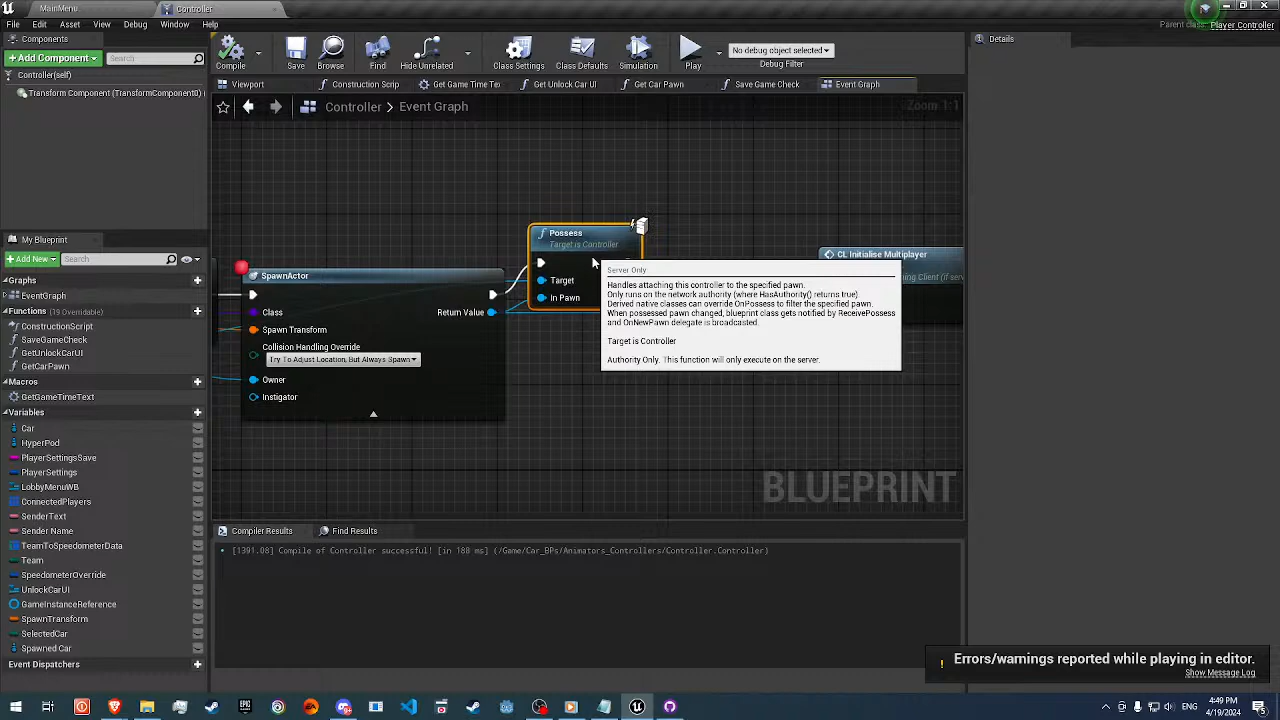 MainMenu
Controller
File
Edit
Asset
View
Debug
Window
Help
Parent class:
Player Controller
Components
+ Add Component
Search
Controller(self)
TransformComponent (TransformComponent0)
Compile
Save
Browse
Find
Hide Unrelated
Class Settings
Class Defaults
Simulation
Play
No debug object selected
Debug Filter
Details
Viewport
Construction Scrip
Get Game Time Te
Get Unlock Car UI
Get Car Pawn
Save Game Check
Event Graph
Controller
Event Graph
Zoom 1:1
My Blueprint
+ Add New
Search
Graphs
EventGraph
Functions (19 Overridable)
ConstructionScript
SaveGameCheck
GetUnlockCarUI
GetCarPawn
Macros
GetGameTimeText
Variables
Car
HyperPod
PlayerSettingsSave
PlayerSettings
LobbyMenuWB
ConnectedPlayers
SenderText
Sender Name
TeamToSpeedometerData
Team
SpeedometerOverride
UnlockCarUI
GameInstanceReference
SpawnTransform
SelectedCar
Spawned Car
Event Dispatchers
SpawnActor
Class
Return Value
Spawn Transform
Collision Handling Override
Try To Adjust Location, But Always Spawn
Owner
Instigator
Possess
Target is Controller
Target
In Pawn
Server Only
Handles attaching this controller to the specified pawn.
Only runs on the network authority (where HasAuthority() returns true).
Derived native classes can override OnPossess to filter the specified pawn.
When possessed pawn changed, blueprint class gets notified by ReceivePossess
and OnNewPawn delegate is broadcasted.
Target is Controller
Authority Only. This function will only execute on the server.
CL Initialise Multiplayer
ning Client (if serv
BLUEPRINT
Compiler Results
Find Results
[1391.08] Compile of Controller successful! [in 188 ms] (/Game/Car_BPs/Animators_Controllers/Controller.Controller)
Errors/warnings reported while playing in editor.
Show Message Log
4:49 PM
4/19/2024